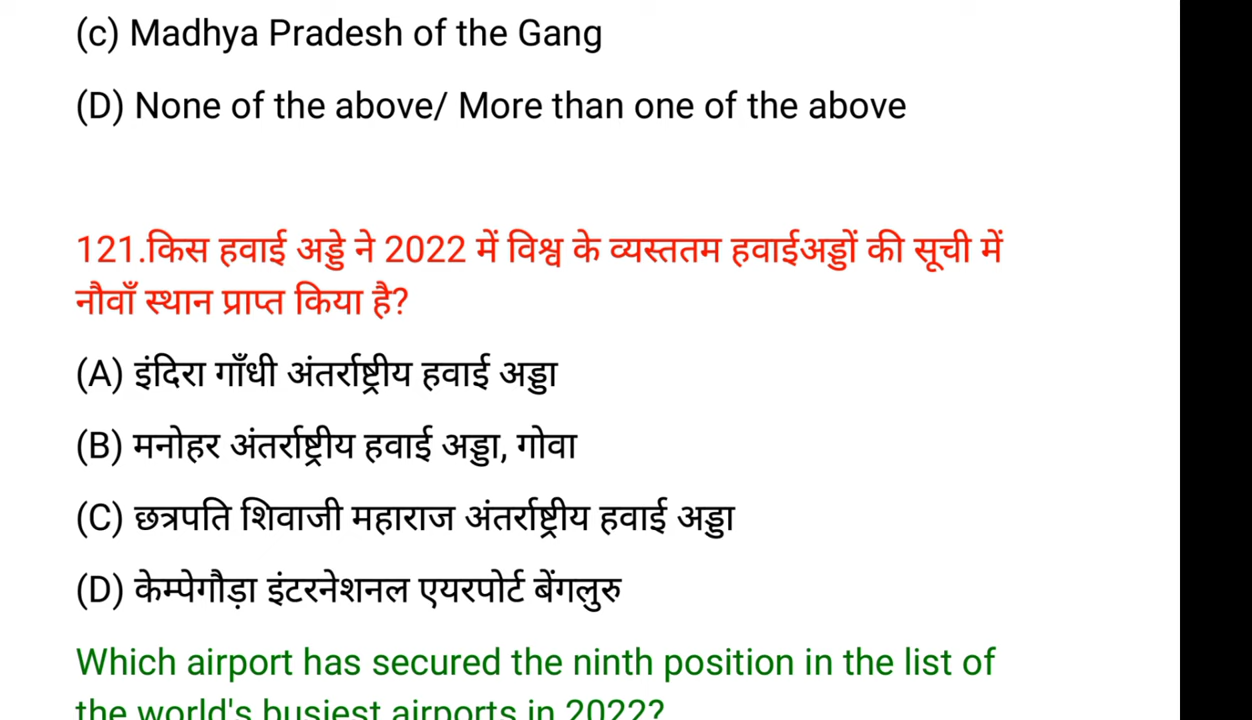 (c) Madhya Pradesh of the Gang
(D) None of the above/ More than one of the above
121.किस हवाई अड्डे ने 2022 में विश्व के व्यस्ततम हवाईअड्डों की सूची में
नौवाँ स्थान प्राप्त किया है?
(A) इंदिरा गाँधी अंतर्राष्ट्रीय हवाई अड्डा
(B) मनोहर अंतर्राष्ट्रीय हवाई अड्डा, गोवा
(C) छत्रपति शिवाजी महाराज अंतर्राष्ट्रीय हवाई अड्डा
(D) केम्पेगौड़ा इंटरनेशनल एयरपोर्ट बेंगलुरु
Which airport has secured the ninth position in the list of
the world's busiest airports in 2022?